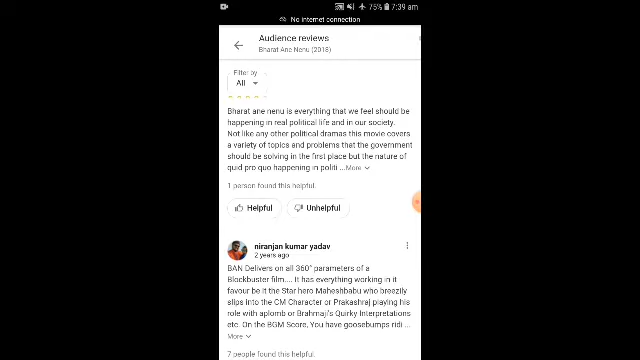 75% 7:39 am
No internet connection
Audience reviews
Bharat Ane Nenu (2018)
Filter by
All
Bharat ane nenu is everything that we feel should be
happening in real political life and in our society.
Not like any other political dramas this movie covers
a variety of topics and problems that the government
should be solving in the first place but the nature of
quid pro quo happening in politi ...More
1 person found this helpful.
Helpful Unhelpful
niranjan kumar yadav
2 years ago
BAN Delivers on all 360° parameters of a
Blockbuster film.... It has everything working in it
favour be it the Star hero Maheshbabu who breezily
slips into the CM Character or Prakashraj playing his
role with aplomb or Brahmaji's Quirky Interpretations
etc. On the BGM Score, You have goosebumps ridi ...
More
7 people found this helpful.